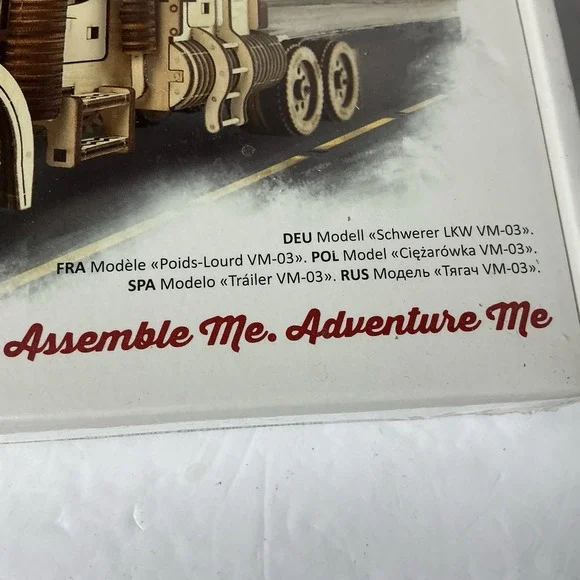 DEU Modell «Schwerer LKW VM-03».
FRA Modèle «Poids-Lourd VM-03». POL Model «Ciężarówka VM-03».
SPA Modelo «Tráiler VM-03». RUS Модель «Тягач VM-03».
Assemble Me. Adventure Me